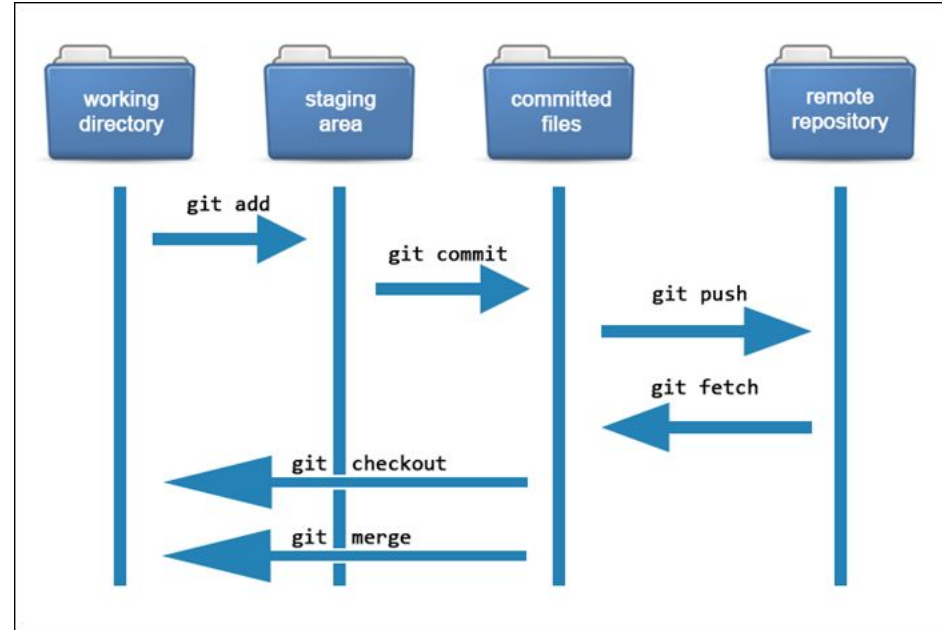 working
directory
staging
area
committed
files
remote
repository
git add
git commit
git push
git fetch
git checkout
git merge